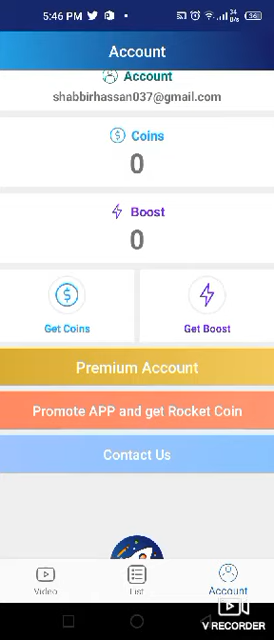 5:46 PM
Account
Account
shabbirhassan037@gmail.com
Coins
0
Boost
0
Get Coins
Get Boost
Premium Account
Promote APP and get Rocket Coin
Contact Us
Video
List
Account
V RECORDER